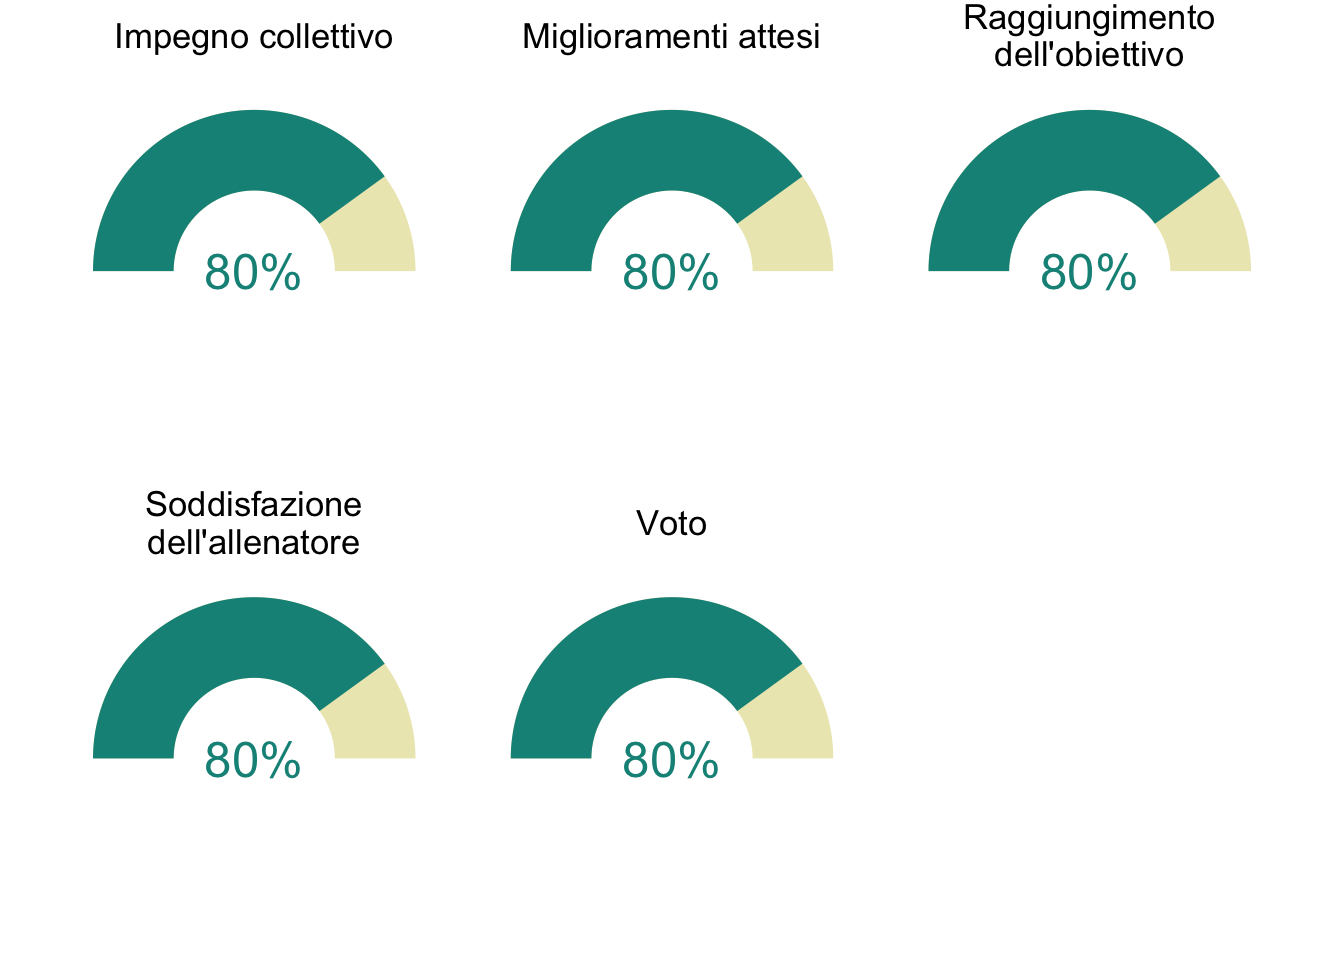 Impegno collettivo
Miglioramenti attesi
Raggiungimento
dell'obiettivo
80%
80%
80%
Soddisfazione
dell'allenatore
Voto
80%
80%